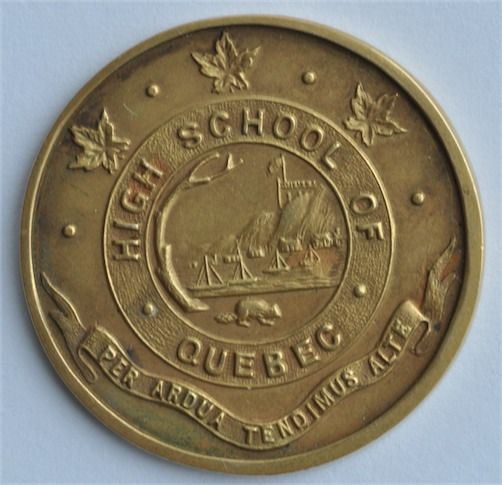 HIGH SCHOOL OF
QUEBEC
PER ARDUA TENDIMUS ALTE